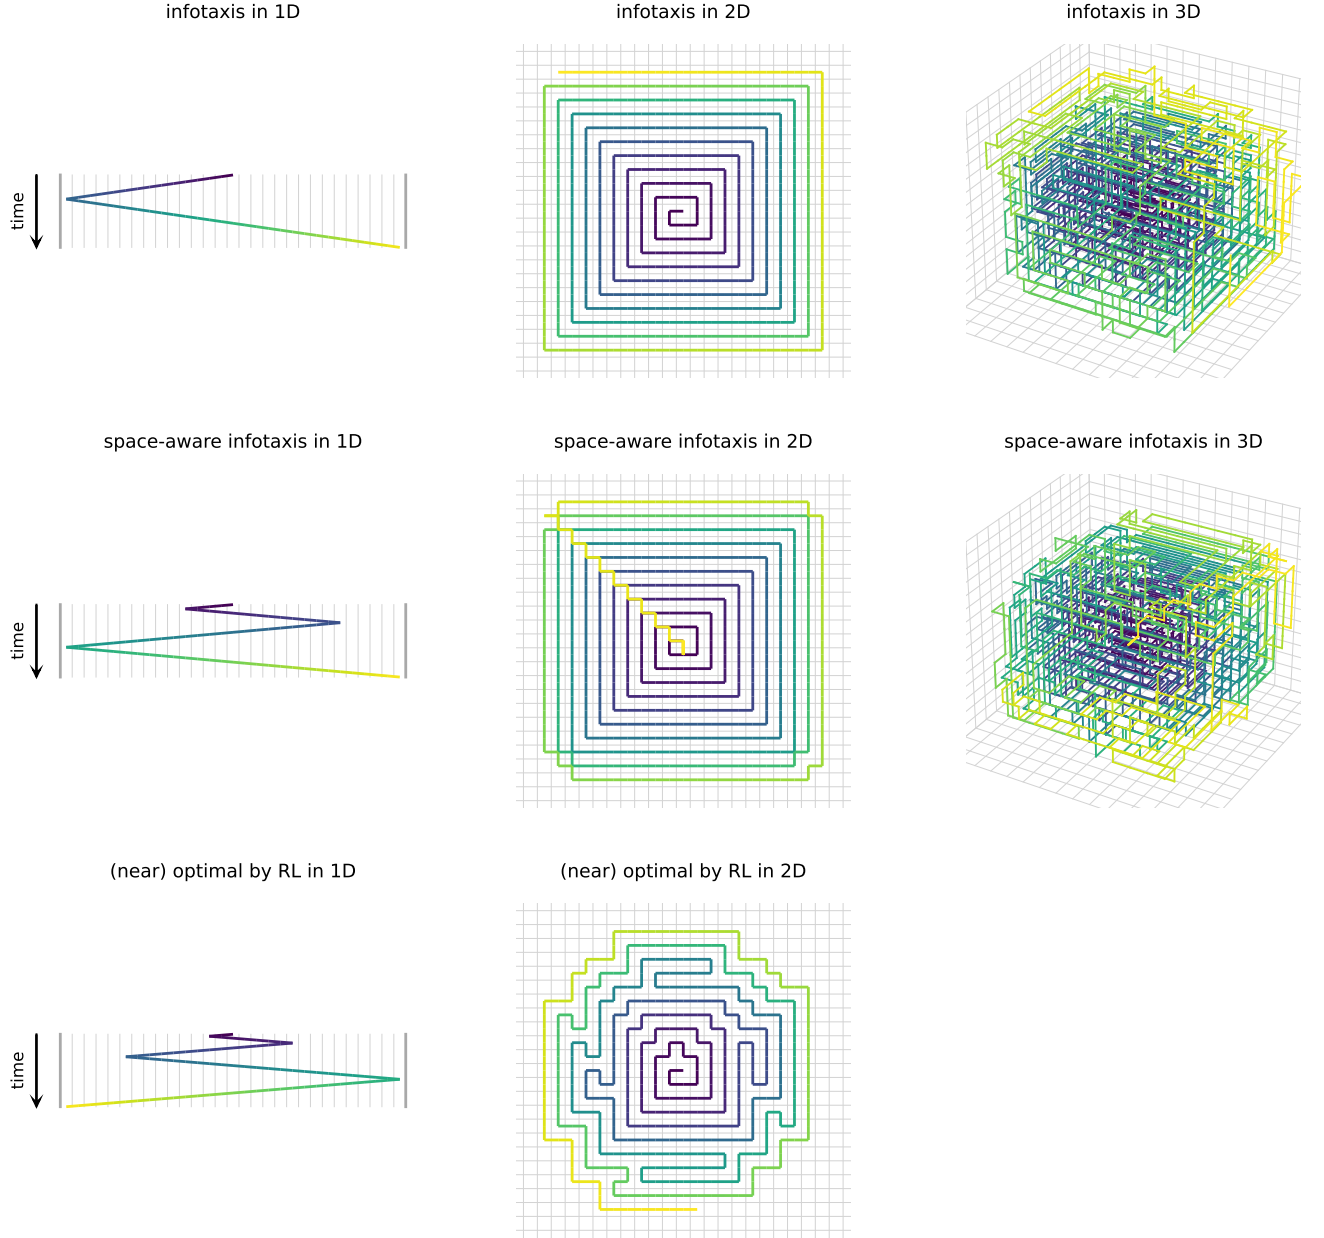 infotaxis in 1D
infotaxis in 2D
infotaxis in 3D
time
space-aware infotaxis in 1D
space-aware infotaxis in 2D
space-aware infotaxis in 3D
time
(near) optimal by RL in 1D
(near) optimal by RL in 2D
time